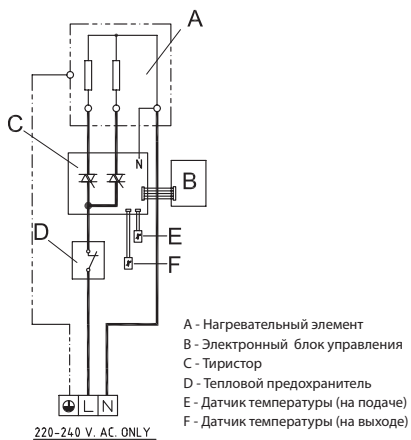 A
C
N
B
D
E
F
L N
220-240 V. AC. ONLY
A - Нагревательный элемент
B - Электронный блок управления
C - Тиристор
D - Тепловой предохранитель
E - Датчик температуры (на подаче)
F - Датчик температуры (на выходе)